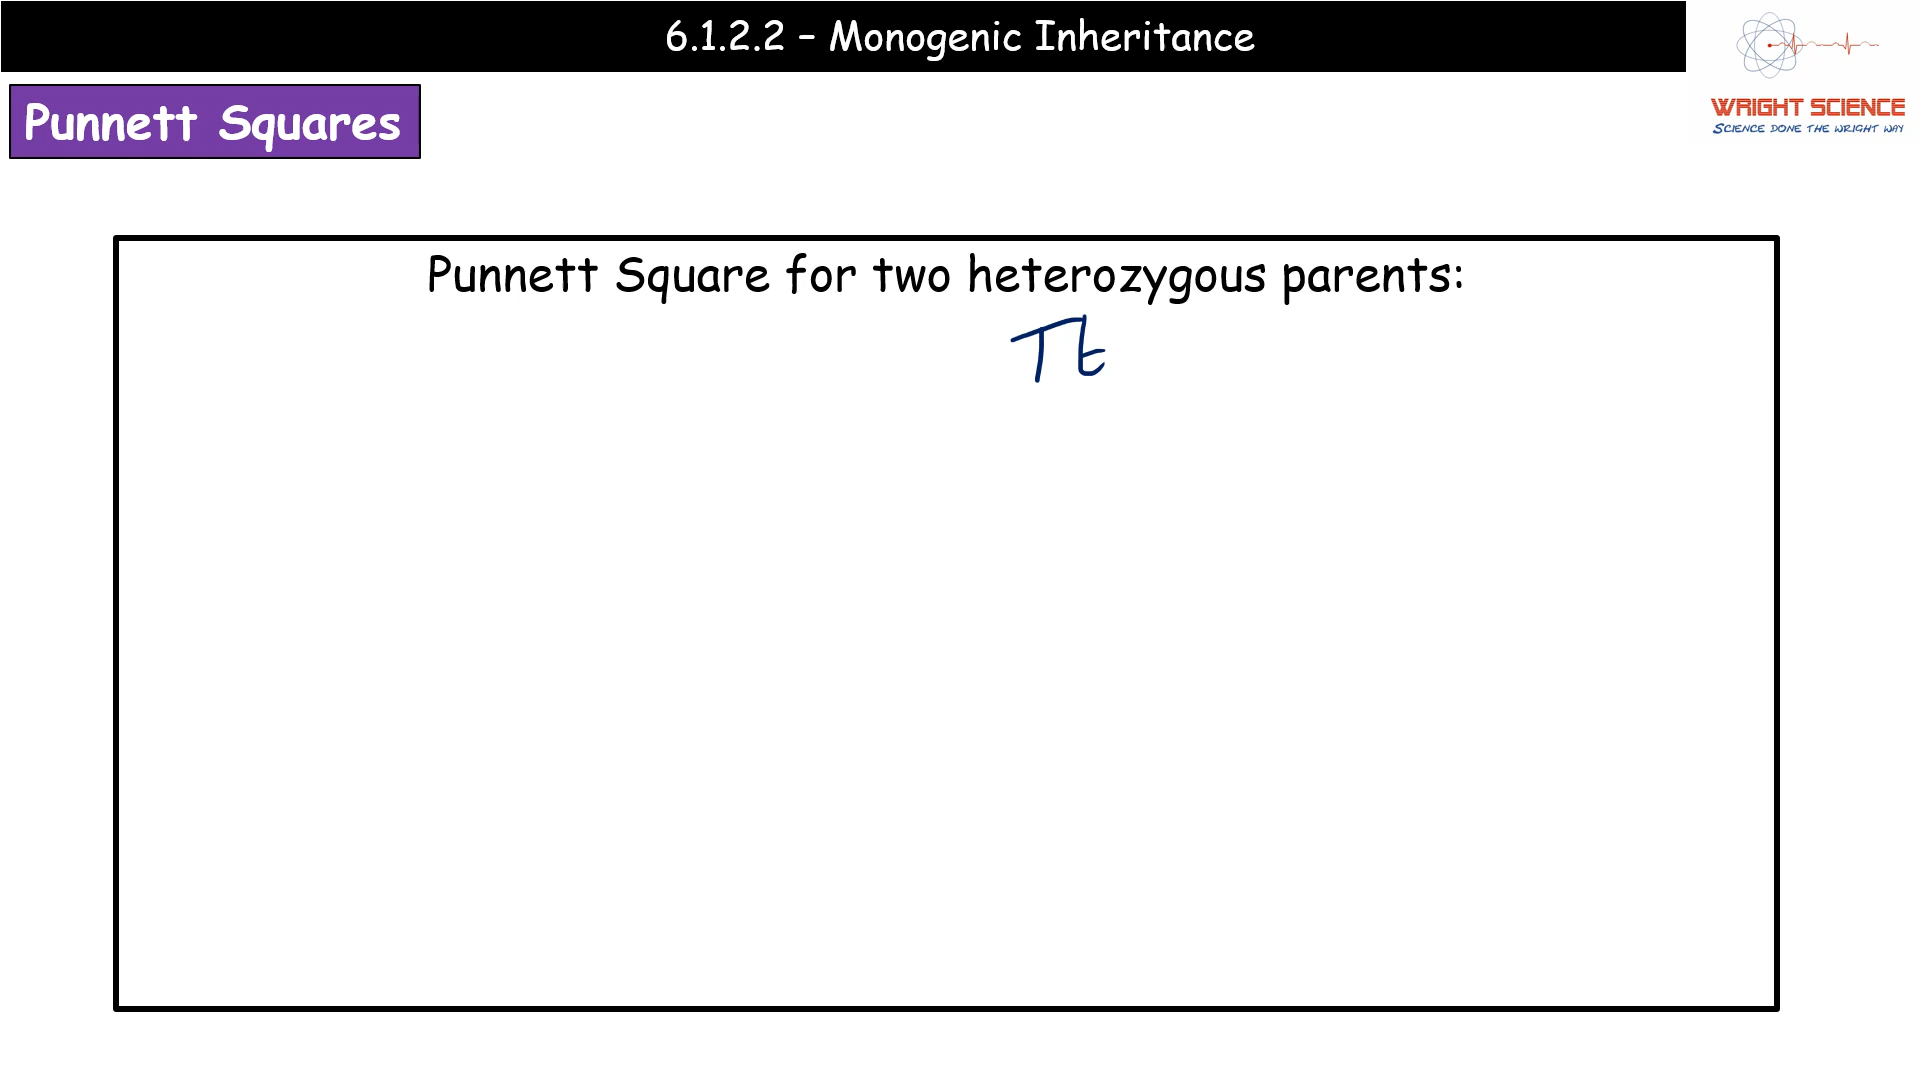 6.1.2.2 – Monogenic Inheritance
WRIGHT SCIENCE
SCIENCE DONE THE WRIGHT WAY
Punnett Squares
Punnett Square for two heterozygous parents:
Tt